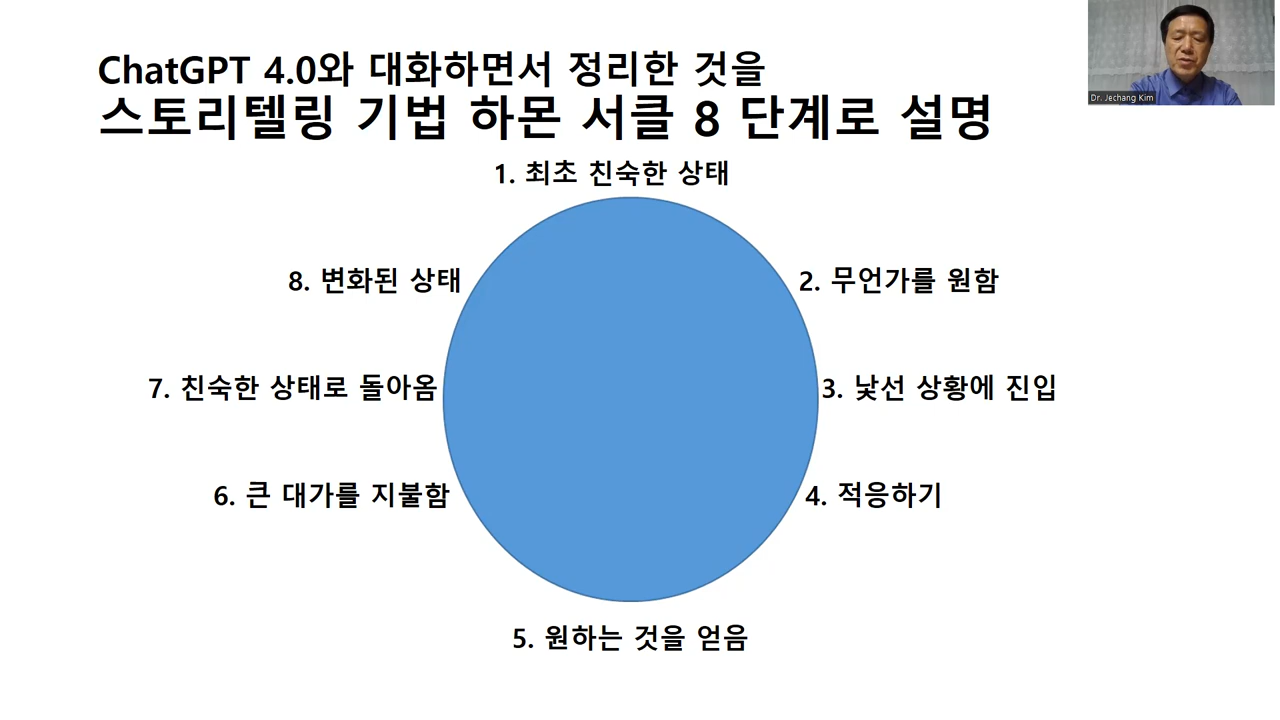 ChatGPT 4.0와 대화하면서 정리한 것을
스토리텔링 기법 하몬 서클 8 단계로 설명
Dr. Jechang Kim
1. 최초 친숙한 상태
2. 무언가를 원함
3. 낯선 상황에 진입
4. 적응하기
5. 원하는 것을 얻음
6. 큰 대가를 지불함
7. 친숙한 상태로 돌아옴
8. 변화된 상태